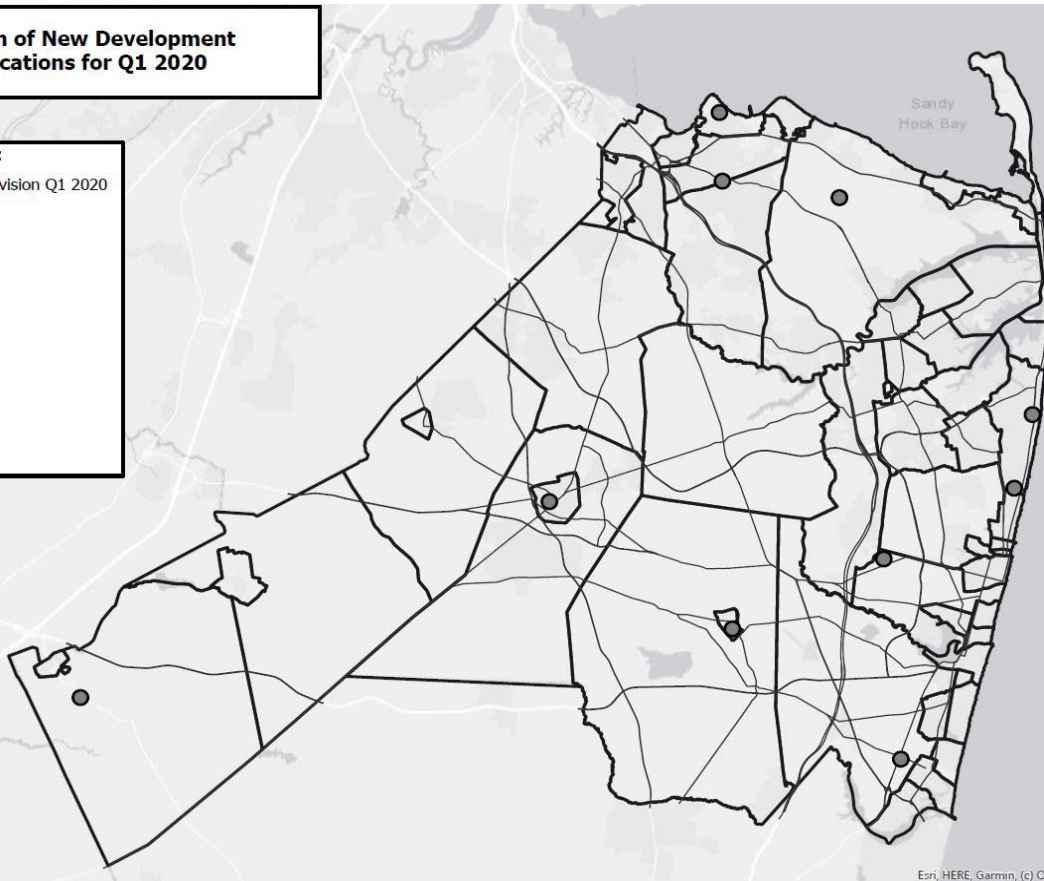 of New Development
cations for Q1 2020
vision Q1 2020
Sandy
Hook Bay
Esri, HERE, Garmin, (c) O